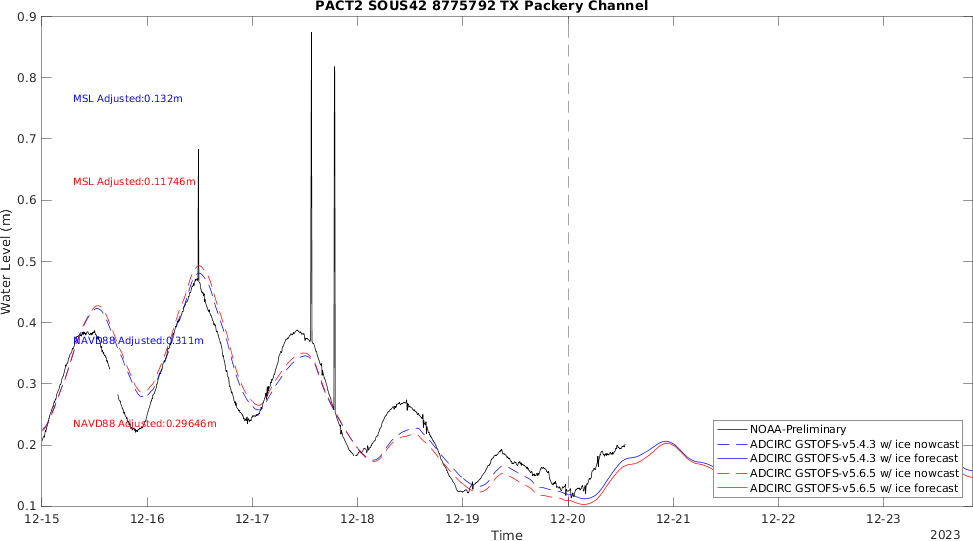 PACT2 SOUS42 8775792 TX Packery Channel
0.9
0.8
0.7
0.6
0.5
0.4
0.3
0.2
0.1
Water Level (m)
MSL Adjusted:0.132m
MSL Adjusted:0.11746m
NAVD88 Adjusted:0.311m
NAVD88 Adjusted:0.29646m
NOAA-Preliminary
ADCIRC GSTOFS-v5.4.3 w/ ice nowcast
ADCIRC GSTOFS-v5.4.3 w/ ice forecast
ADCIRC GSTOFS-v5.6.5 w/ ice nowcast
ADCIRC GSTOFS-v5.6.5 w/ ice forecast
12-15 12-16 12-17 12-18 12-19 12-20 12-21 12-22 12-23
Time
2023